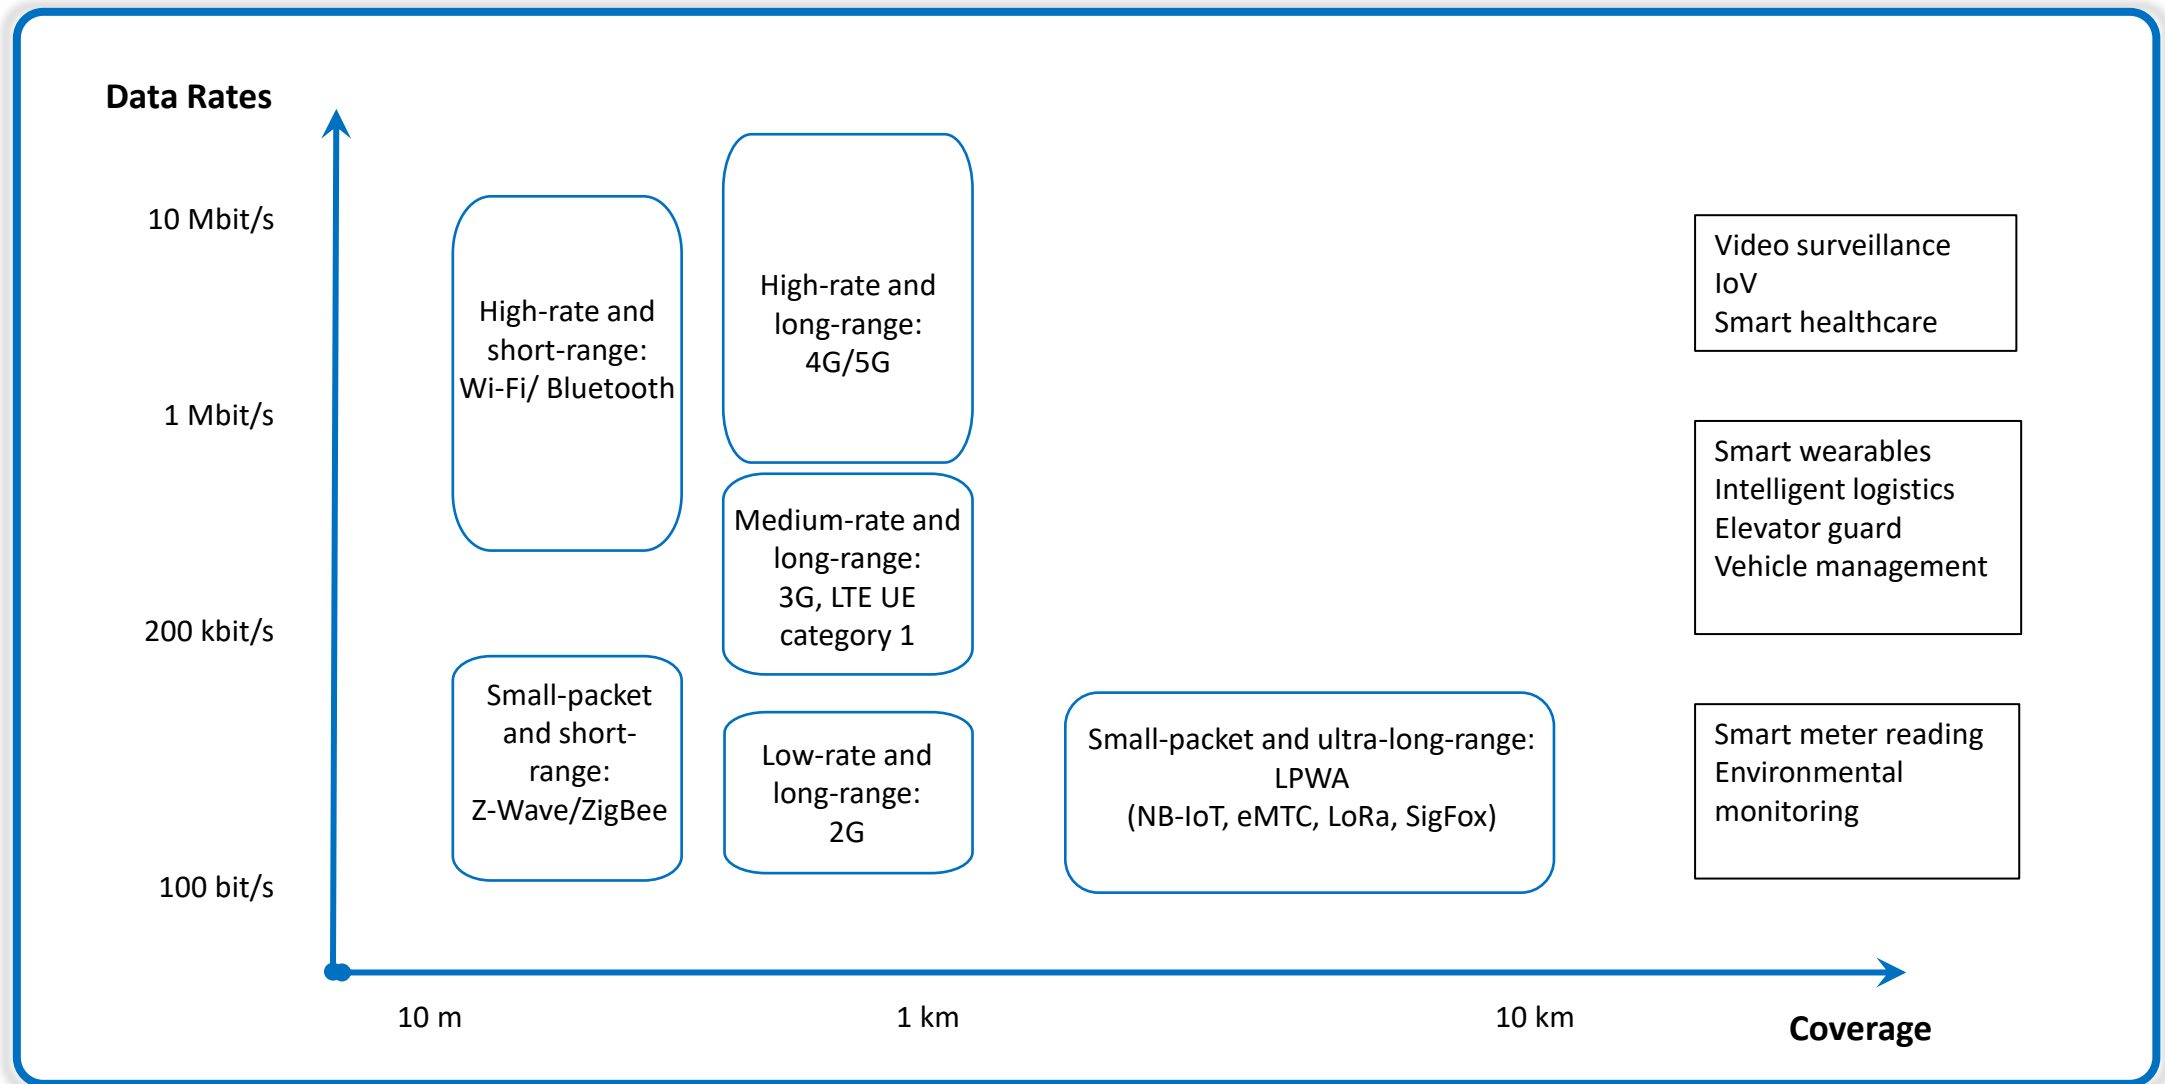 Data Rates
10 Mbit/s
1 Mbit/s
200 kbit/s
100 bit/s
High-rate and
short-range:
Wi-Fi/ Bluetooth
Small-packet
and short-
range:
Z-Wave/ZigBee
High-rate and
long-range:
4G/5G
Medium-rate and
long-range:
3G, LTE UE
category 1
Low-rate and
long-range:
2G
Small-packet and ultra-long-range:
LPWA
(NB-IoT, eMTC, LoRa, SigFox)
Video surveillance
IoV
Smart healthcare
Smart wearables
Intelligent logistics
Elevator guard
Vehicle management
Smart meter reading
Environmental
monitoring
10 m
1 km
10 km
Coverage